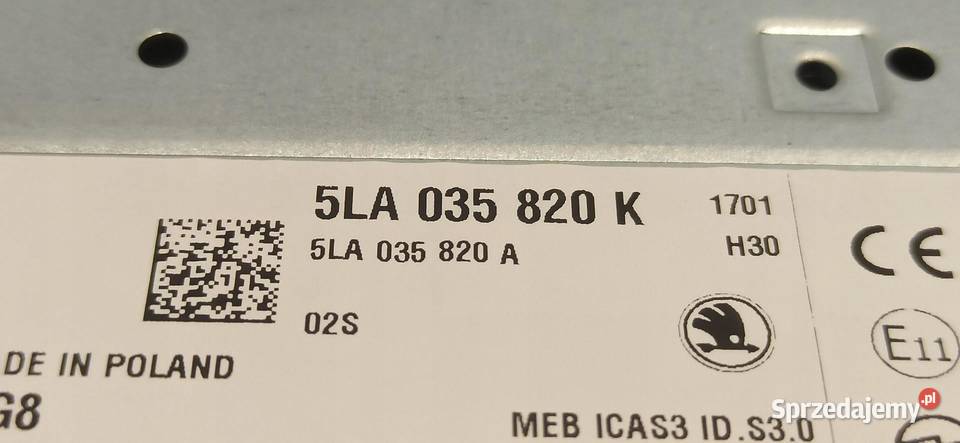 5LA 035 820 K 1701
5LA 035 820 A H30
02S
DE IN POLAND
G8
MEB ICAS3 ID.S3.0
CE
E11
Sprzedajemy.pl